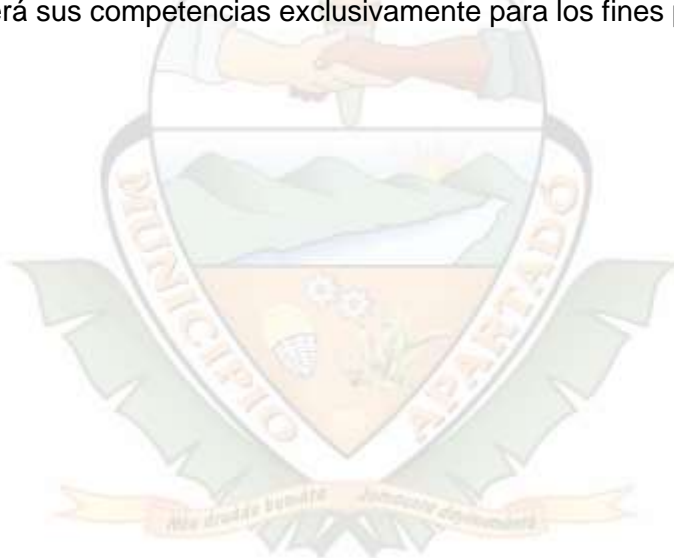 erá sus competencias exclusivamente para los fines p
MUNICIPIO
APARTADÓ